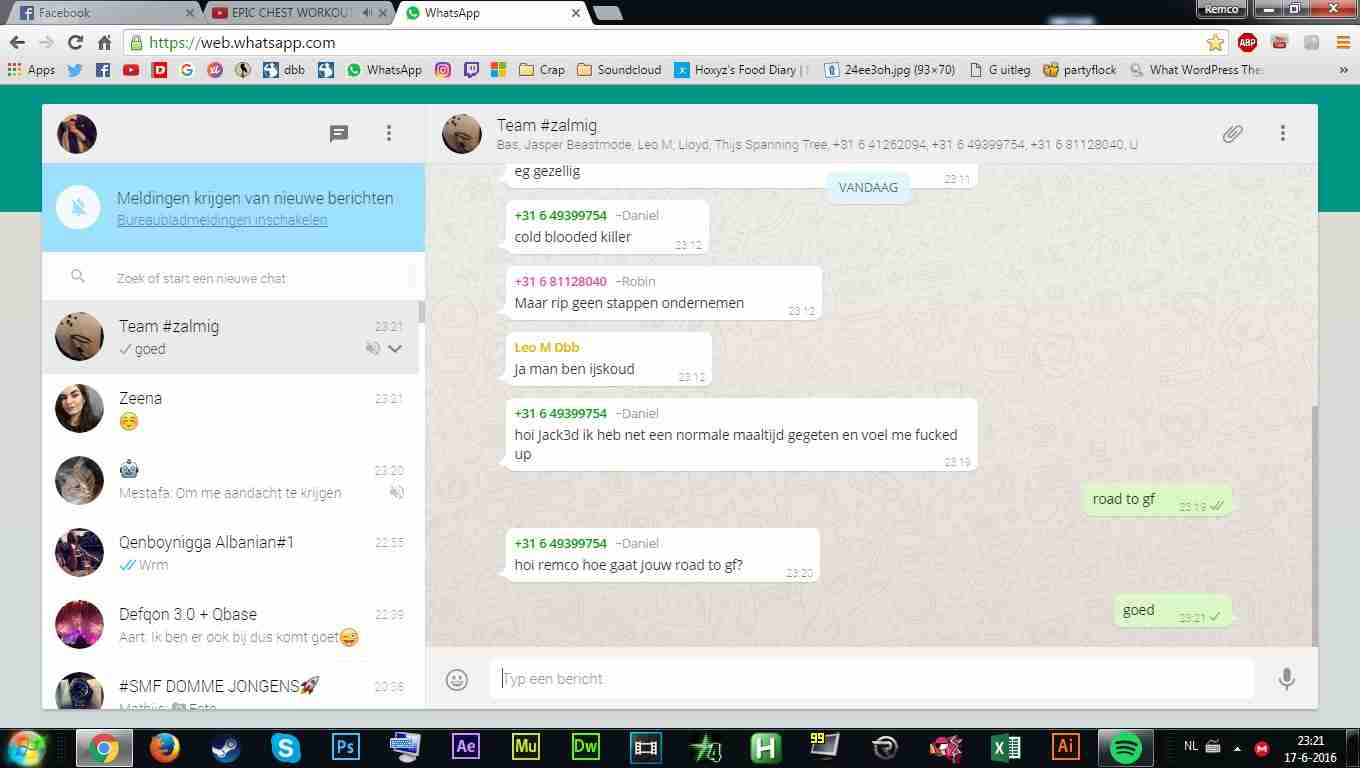 Facebook
EPIC CHEST WORKOUT
WhatsApp
Remco
https://web.whatsapp.com
ABP
Apps
dbb
WhatsApp
Crap
Soundcloud
Hoxyz's Food Diary |
24ee3oh.jpg (93×70)
G uitleg
partyflock
What WordPress The
»
Team #zalmig
Bas, Jasper Beastmode, Leo M, Lloyd, Thijs Spanning Tree, +31 6 41262094, +31 6 49399754, +31 6 81128040, U
Meldingen krijgen van nieuwe berichten
Bureaubladmeldingen inschakelen
Zoek of start een nieuwe chat
Team #zalmig 23:21
goed
Zeena 23:21
☺️
🤖 23:20
Mestafa: Om me aandacht te krijgen
Qenboynigga Albanian#1 22:55
Wrm
Defqon 3.0 + Qbase 22:39
Aart: Ik ben er ook bij dus komt goet😜
#SMF DOMME JONGENS🚀 20:36
Mathijs: Foto
eg gezellig 23:11
VANDAAG
+31 6 49399754 ~Daniel
cold blooded killer 23:12
+31 6 81128040 ~Robin
Maar rip geen stappen ondernemen 23:12
Leo M Dbb
Ja man ben ijskoud 23:12
+31 6 49399754 ~Daniel
hoi Jack3d ik heb net een normale maaltijd gegeten en voel me fucked
up 23:19
road to gf 23:19
+31 6 49399754 ~Daniel
hoi remco hoe gaat jouw road to gf? 23:20
goed 23:21
Typ een bericht
Ps
Ae
Mu
Dw
H
99
Ai
NL
23:21
17-6-2016